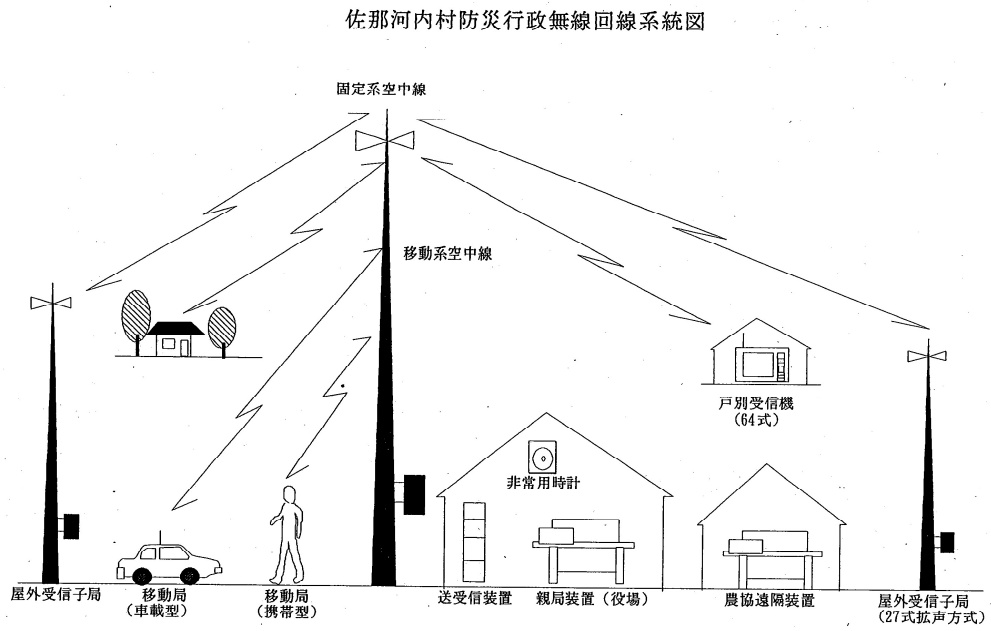 佐那河内村防災行政無線回線系統図
固定系空中線
移動系空中線
戸別受信機
(64式)
非常用時計
屋外受信子局
移動局
(車載型)
移動局
(携帯型)
送受信装置
親局装置(役場)
農協遠隔装置
屋外受信子局
(27式拡声方式)